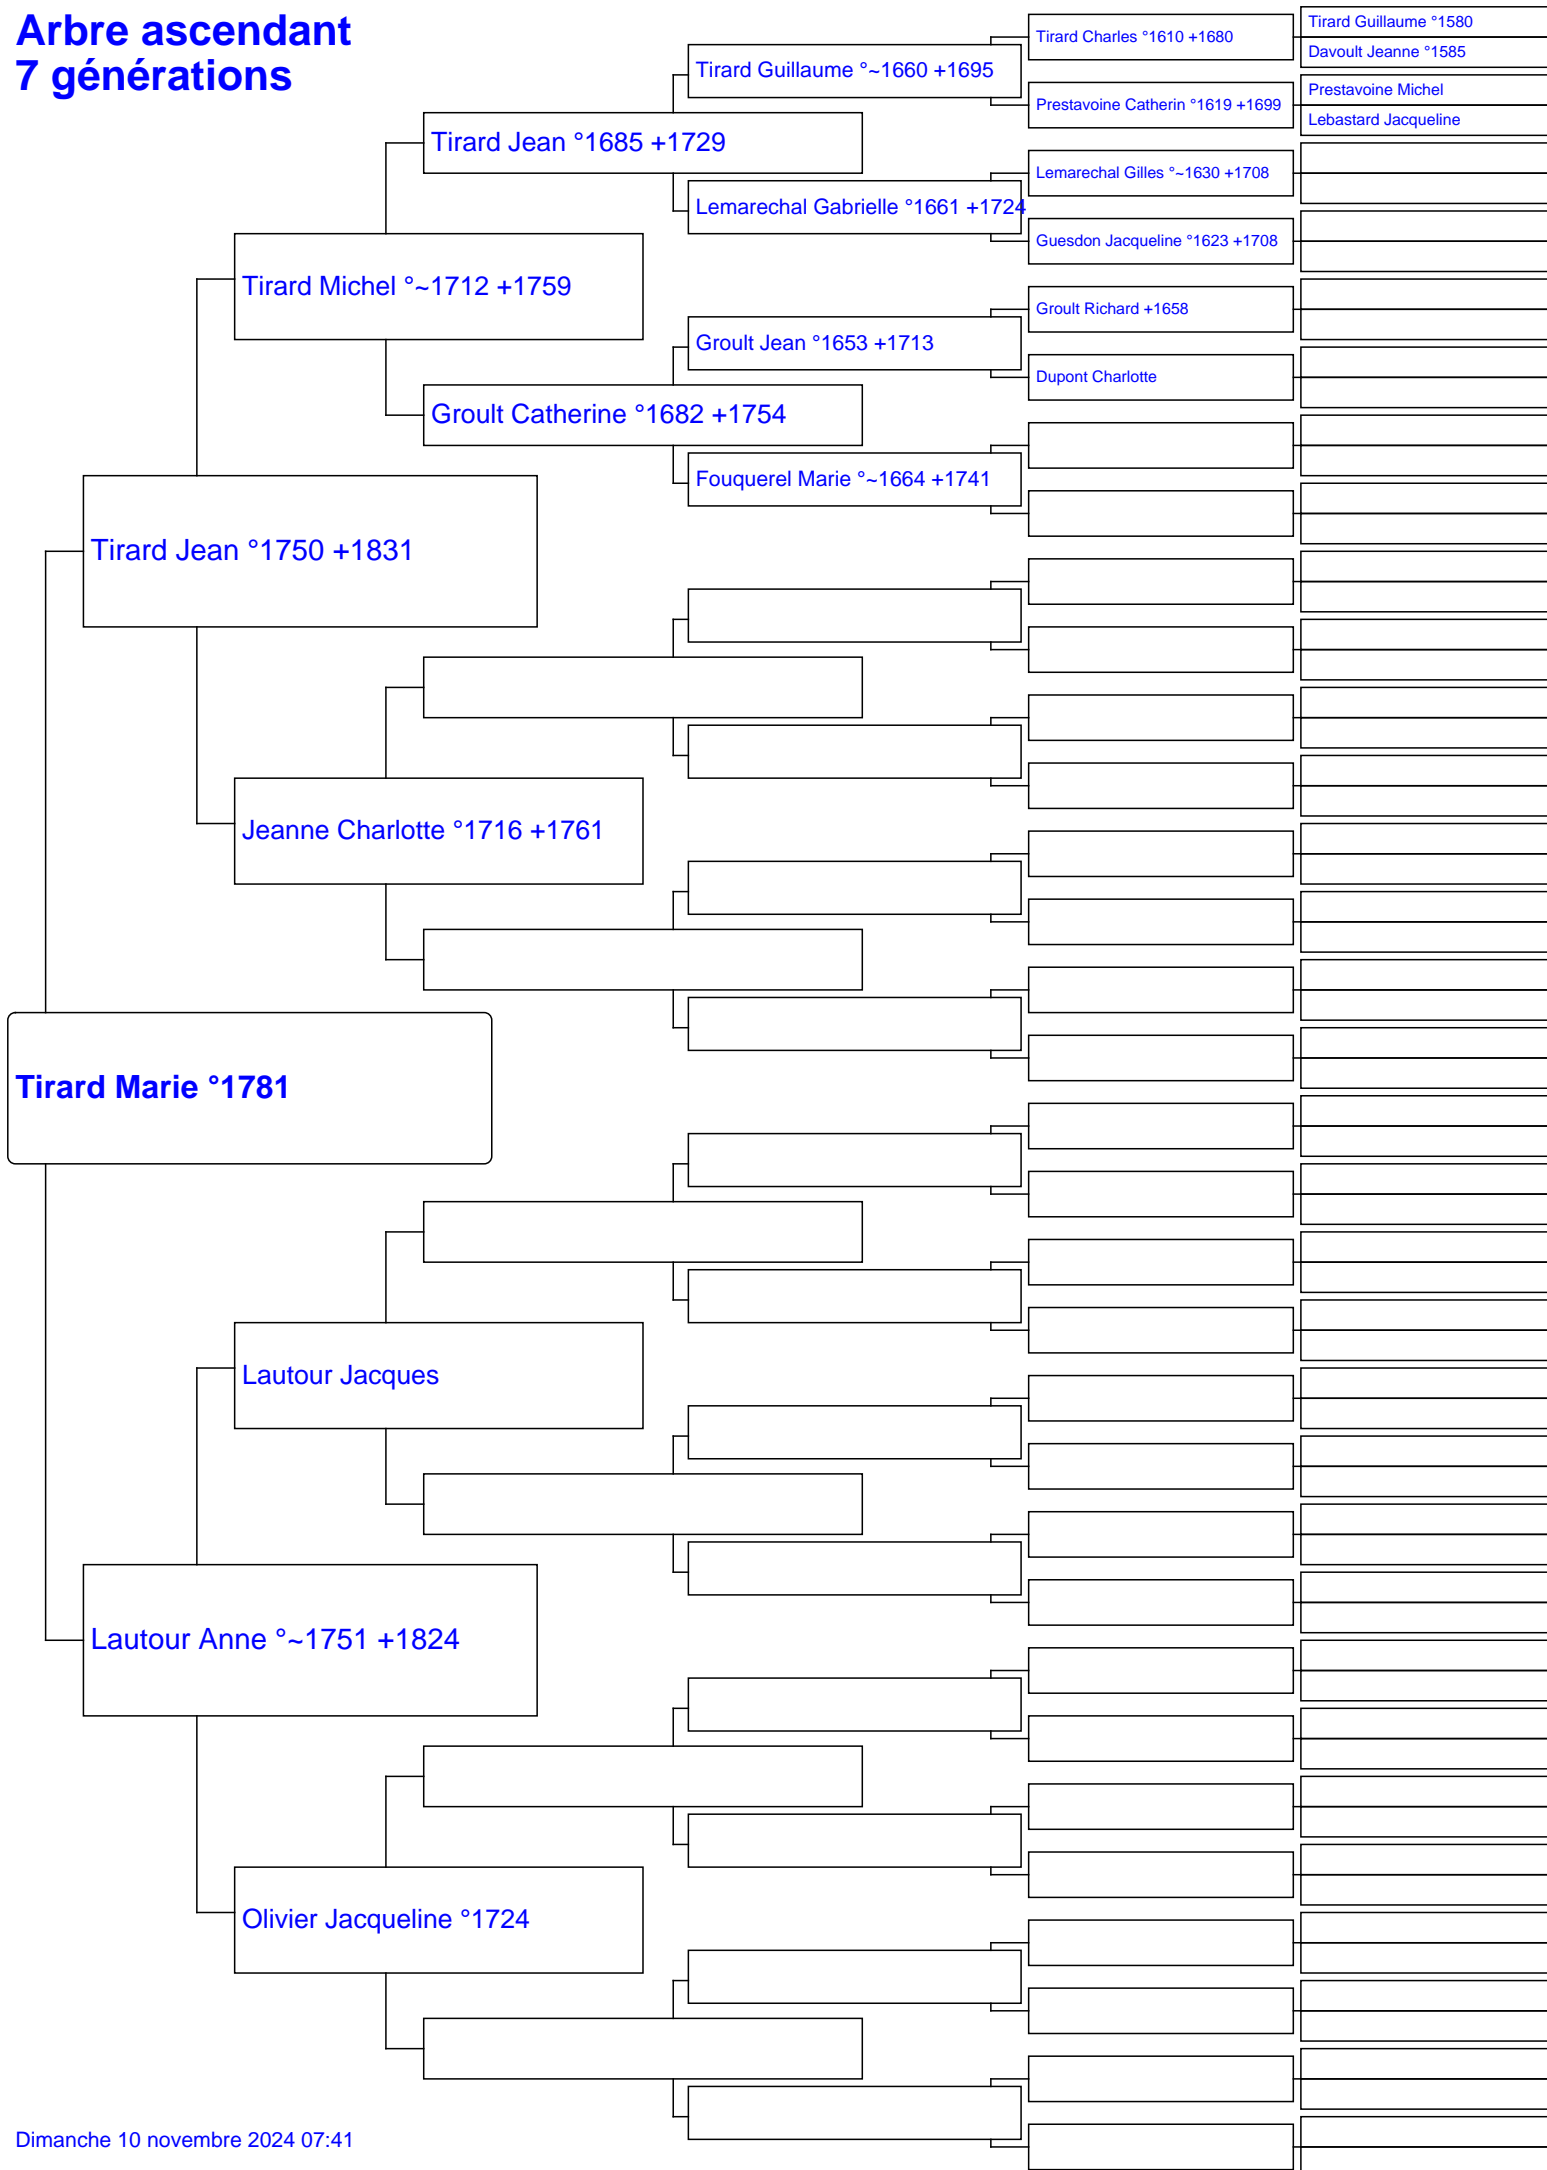 Arbre ascendant
7 générations
Tirard Guillaume °1580
Tirard Charles °1610 +1680
Davoult Jeanne °1585
Tirard Guillaume °~1660 +1695
Prestavoine Michel
Prestavoine Catherin °1619 +1699
Lebastard Jacqueline
Tirard Jean °1685 +1729
Lemarechal Gilles °~1630 +1708
Lemarechal Gabrielle °1661 +1724
Guesdon Jacqueline °1623 +1708
Tirard Michel °~1712 +1759
Groult Richard +1658
Groult Jean °1653 +1713
Dupont Charlotte
Groult Catherine °1682 +1754
Fouquerel Marie °~1664 +1741
Tirard Jean °1750 +1831
Jeanne Charlotte °1716 +1761
Tirard Marie °1781
Lautour Jacques
Lautour Anne °~1751 +1824
Olivier Jacqueline °1724
Dimanche 10 novembre 2024 07:41